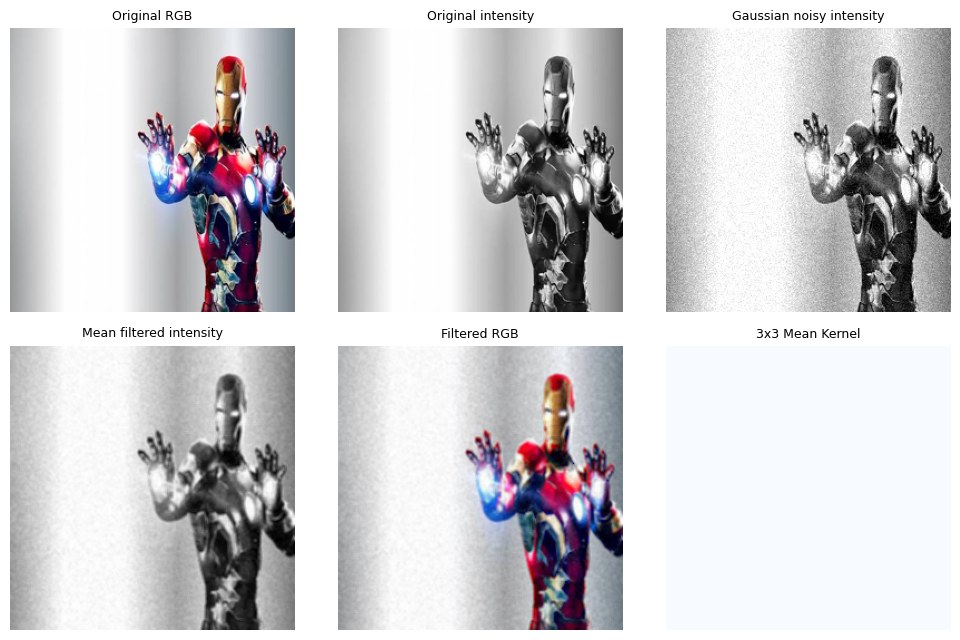 Original RGB
Original intensity
Gaussian noisy intensity
Mean filtered intensity
Filtered RGB
3x3 Mean Kernel